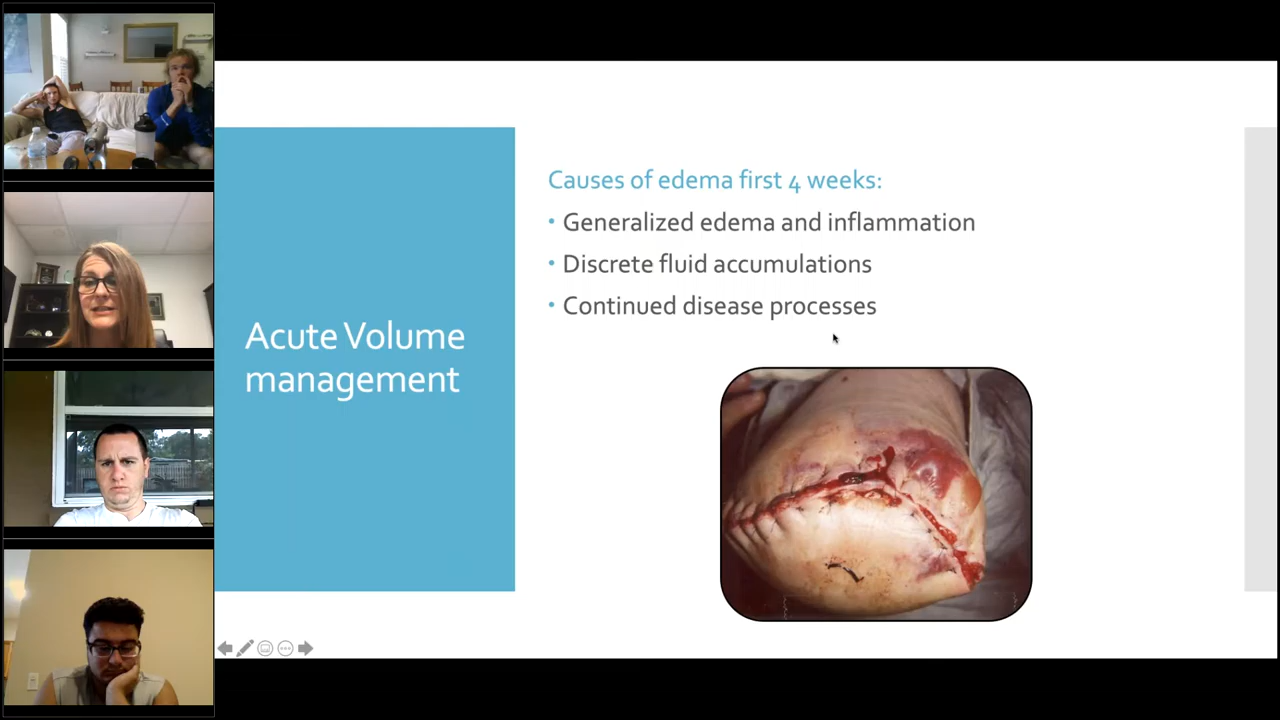 Acute Volume
management
Causes of edema first 4 weeks:
• Generalized edema and inflammation
• Discrete fluid accumulations
• Continued disease processes